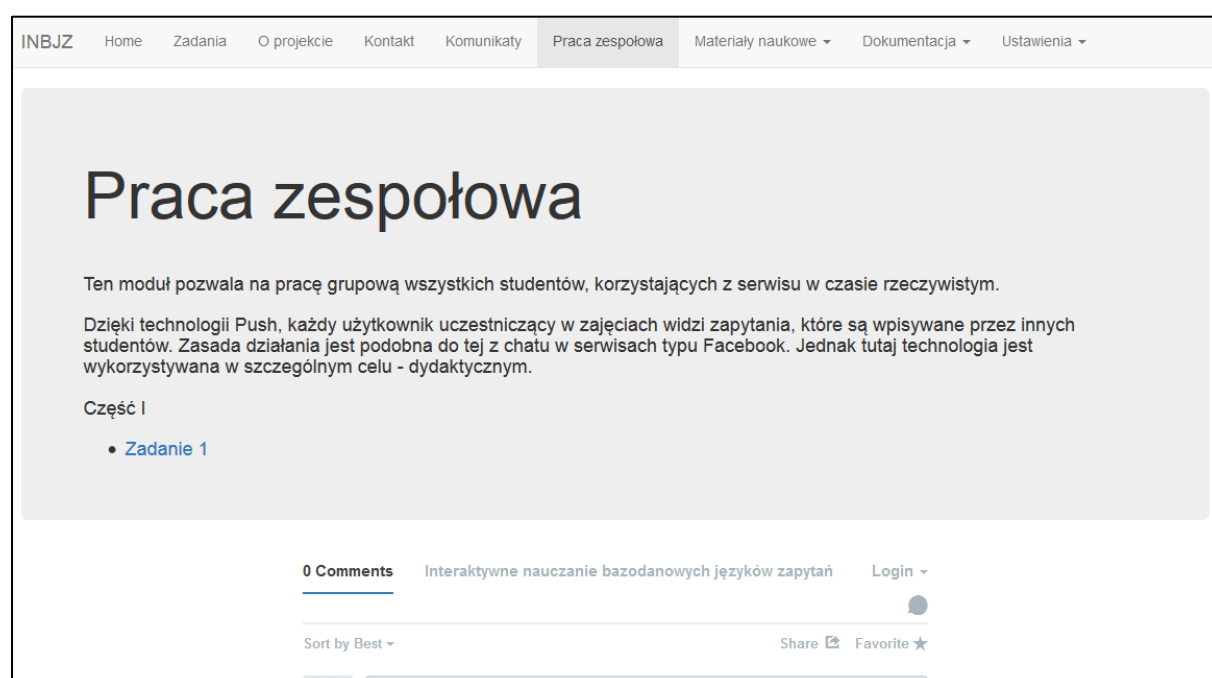 INBJZ Home Zadania O projekcie Kontakt Komunikaty Praca zespołowa Materiały naukowe Dokumentacja Ustawienia
Praca zespołowa
Ten moduł pozwala na pracę grupową wszystkich studentów, korzystających z serwisu w czasie rzeczywistym.
Dzięki technologii Push, każdy użytkownik uczestniczący w zajęciach widzi zapytania, które są wpisywane przez innych
studentów. Zasada działania jest podobna do tej z chatu w serwisach typu Facebook. Jednak tutaj technologia jest
wykorzystywana w szczególnym celu - dydaktycznym.
Część I
• Zadanie 1
0 Comments Interaktywne nauczanie bazodanowych języków zapytań Login
Sort by Best Share Favorite